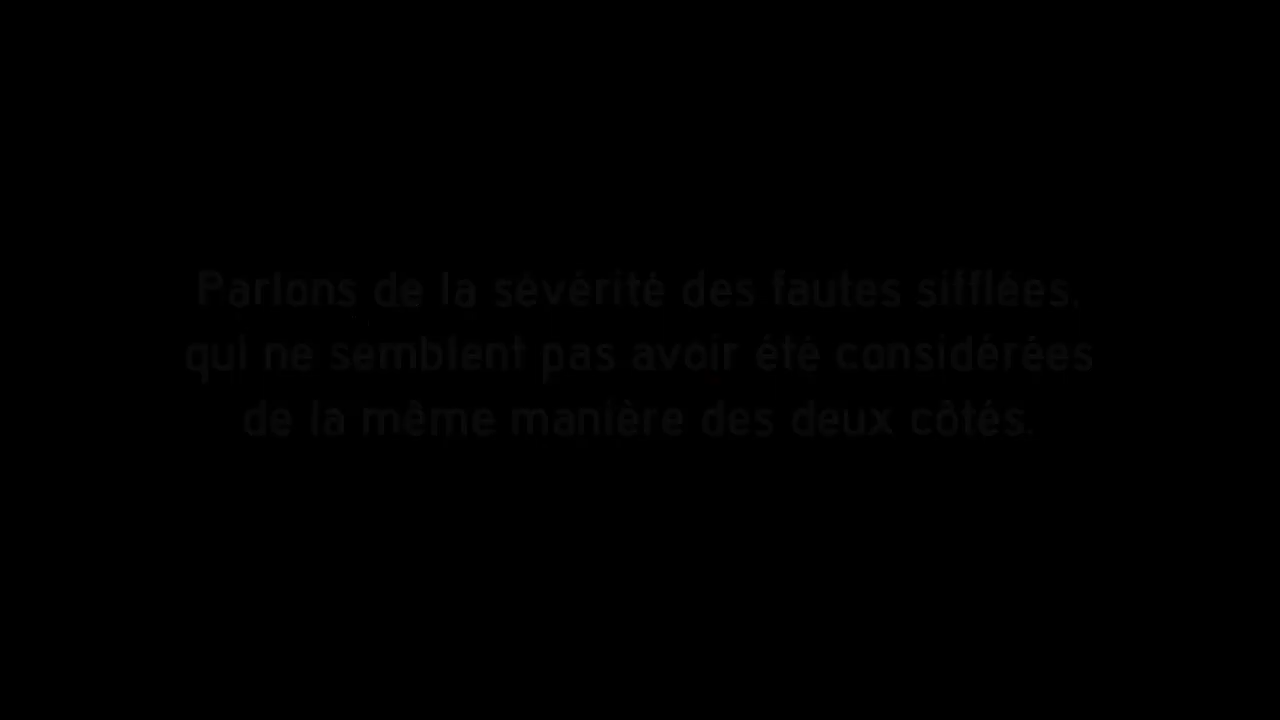 Parlons de la sévérité des fautes sifflées,
qui ne semblent pas avoir été considérées
de la même manière des deux côtés.